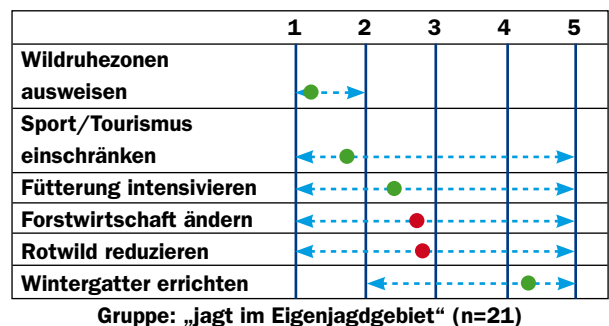 1 2 3 4 5
Wildruhezonen
ausweisen
Sport/Tourismus
einschränken
Fütterung intensivieren
Forstwirtschaft ändern
Rotwild reduzieren
Wintergatter errichten
Gruppe: „jagt im Eigenjagdgebiet“ (n=21)